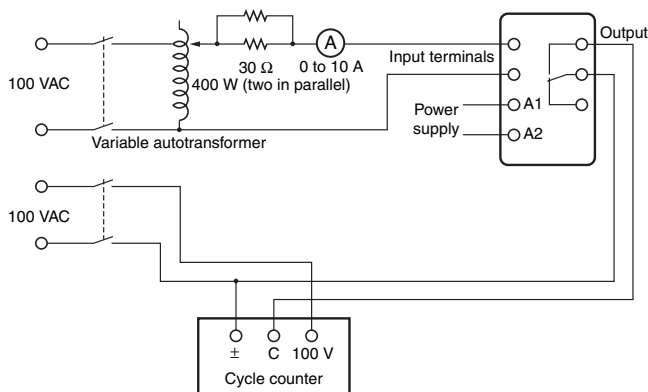 A
Output
100 VAC
30 Ω
0 to 10 A
Input terminals
400 W (two in parallel)
Power
supply
A1
A2
Variable autotransformer
100 VAC
±
C
100 V
Cycle counter